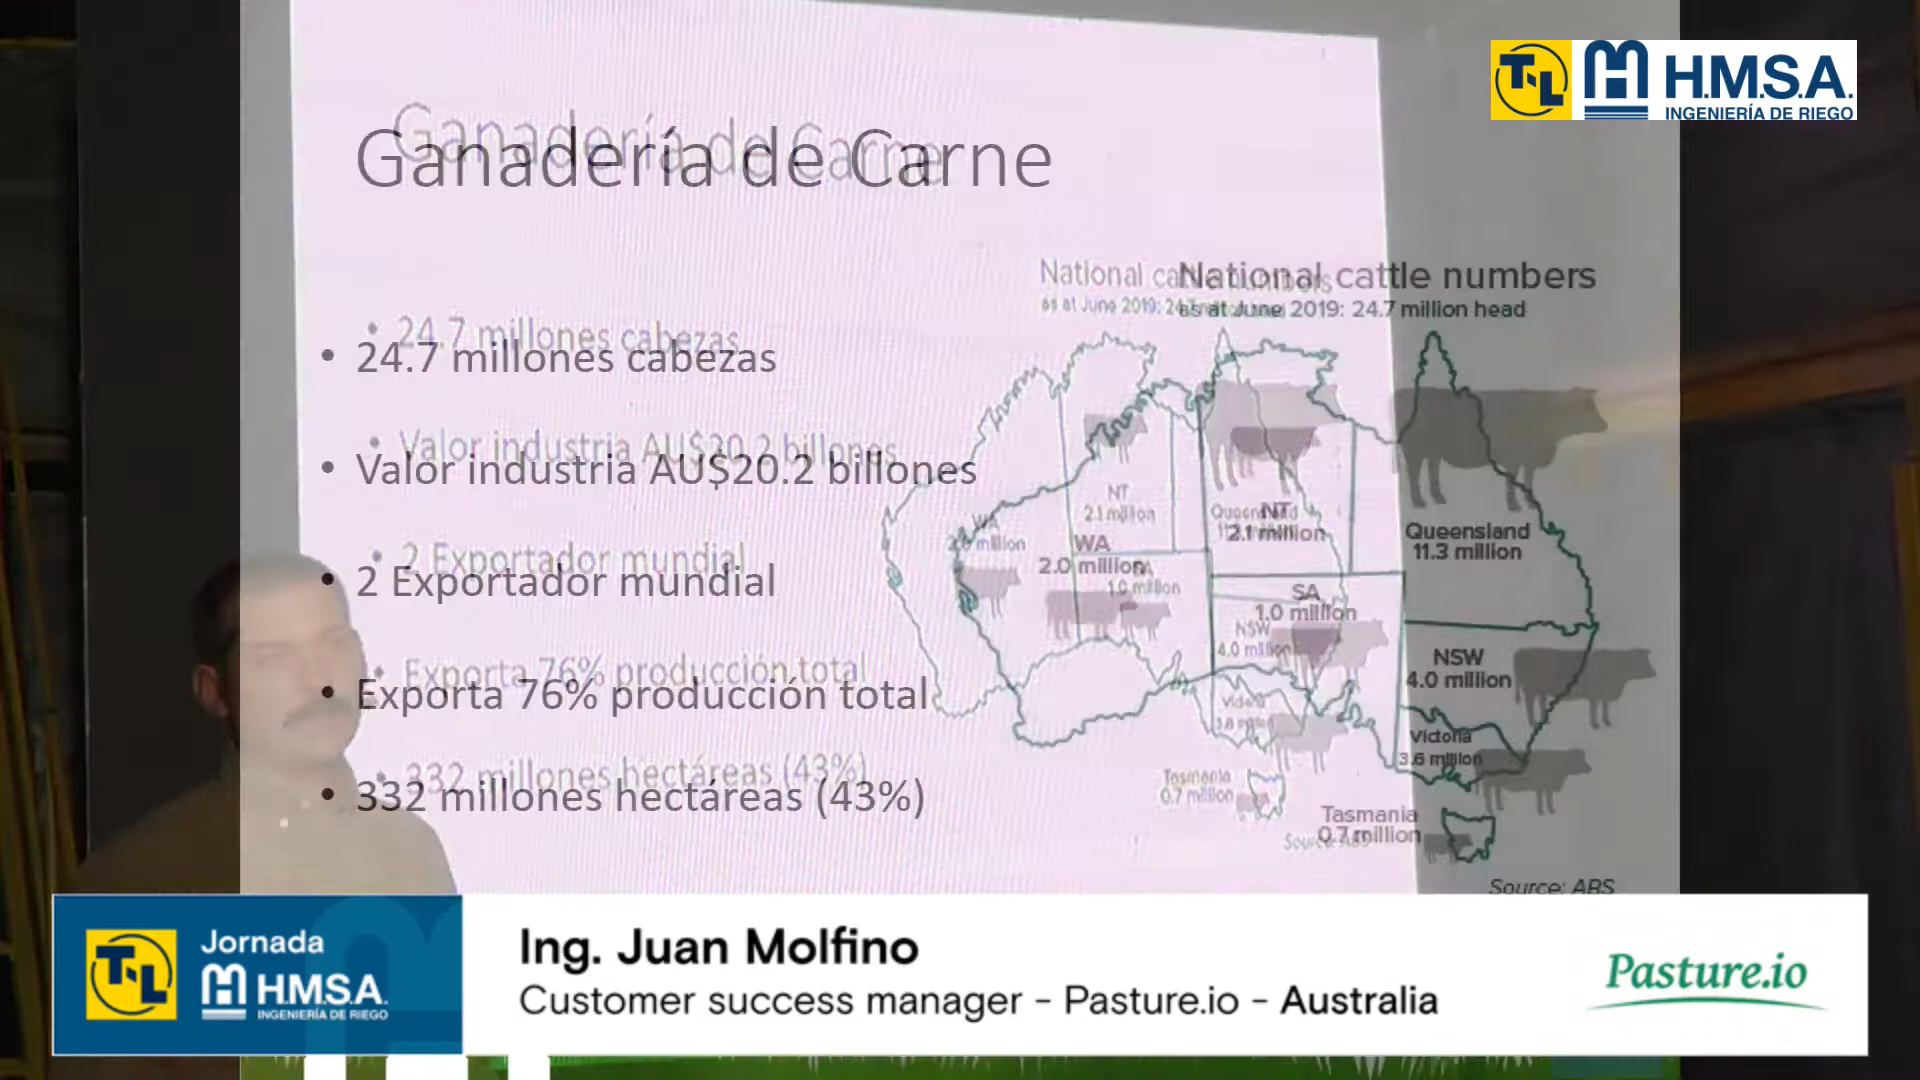 T-L
H.M.S.A.
INGENIERÍA DE RIEGO
Ganadería de Carne
National cattle numbers
as at June 2019: 24.7 million head
• 24.7 millones cabezas
• Valor industria AU$20.2 billones
• 2 Exportador mundial
• Exporta 76% producción total
• 332 millones hectáreas (43%)
NT
2.1 million
Queensland
11.3 million
WA
2.0 million
SA
1.0 million
NSW
4.0 million
Victoria
3.6 million
Tasmania
0.7 million
Source: ABS
T-L
Jornada
H.M.S.A.
INGENIERÍA DE RIEGO
Ing. Juan Molfino
Customer success manager - Pasture.io - Australia
Pasture.io